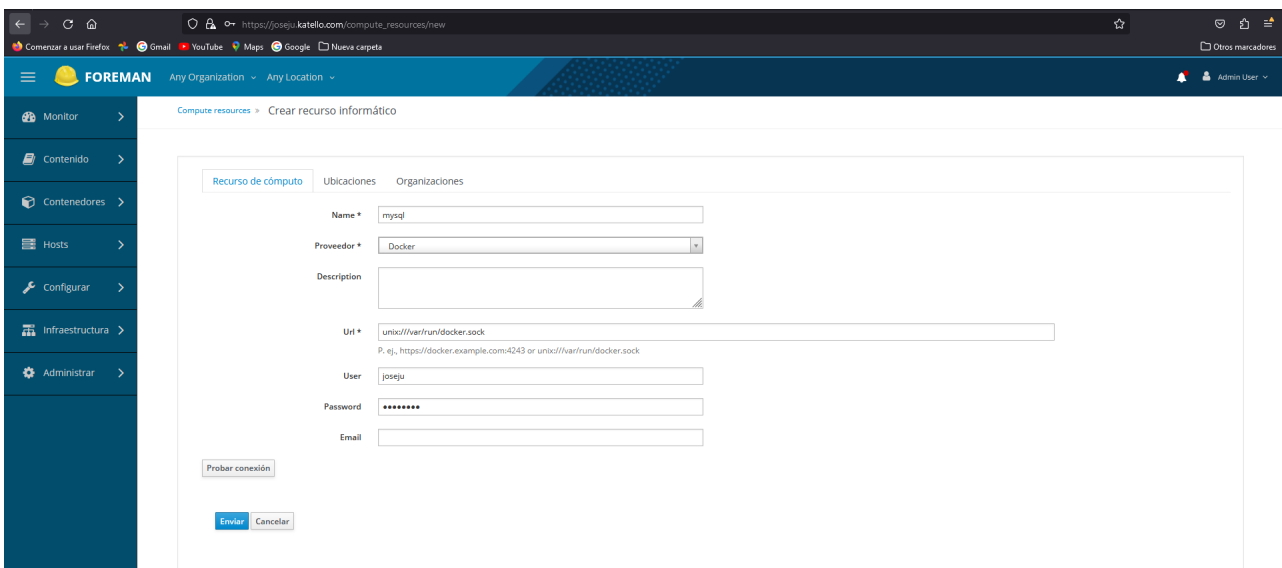 https://joseju.katello.com/compute_resources/new
Comenzar a usar Firefox Gmail YouTube Maps Google Nueva carpeta Otros marcadores
FOREMAN Any Organization Any Location Admin User
Compute resources » Crear recurso informático
Monitor
Contenido
Contenedores
Hosts
Configurar
Infraestructura
Administrar
Recurso de cómputo Ubicaciones Organizaciones
Name * mysql
Proveedor * Docker
Description
Url * unix:///var/run/docker.sock
P. ej., https://docker.example.com:4243 or unix:///var/run/docker.sock
User joseju
Password ••••••••
Email
Probar conexión
Enviar Cancelar